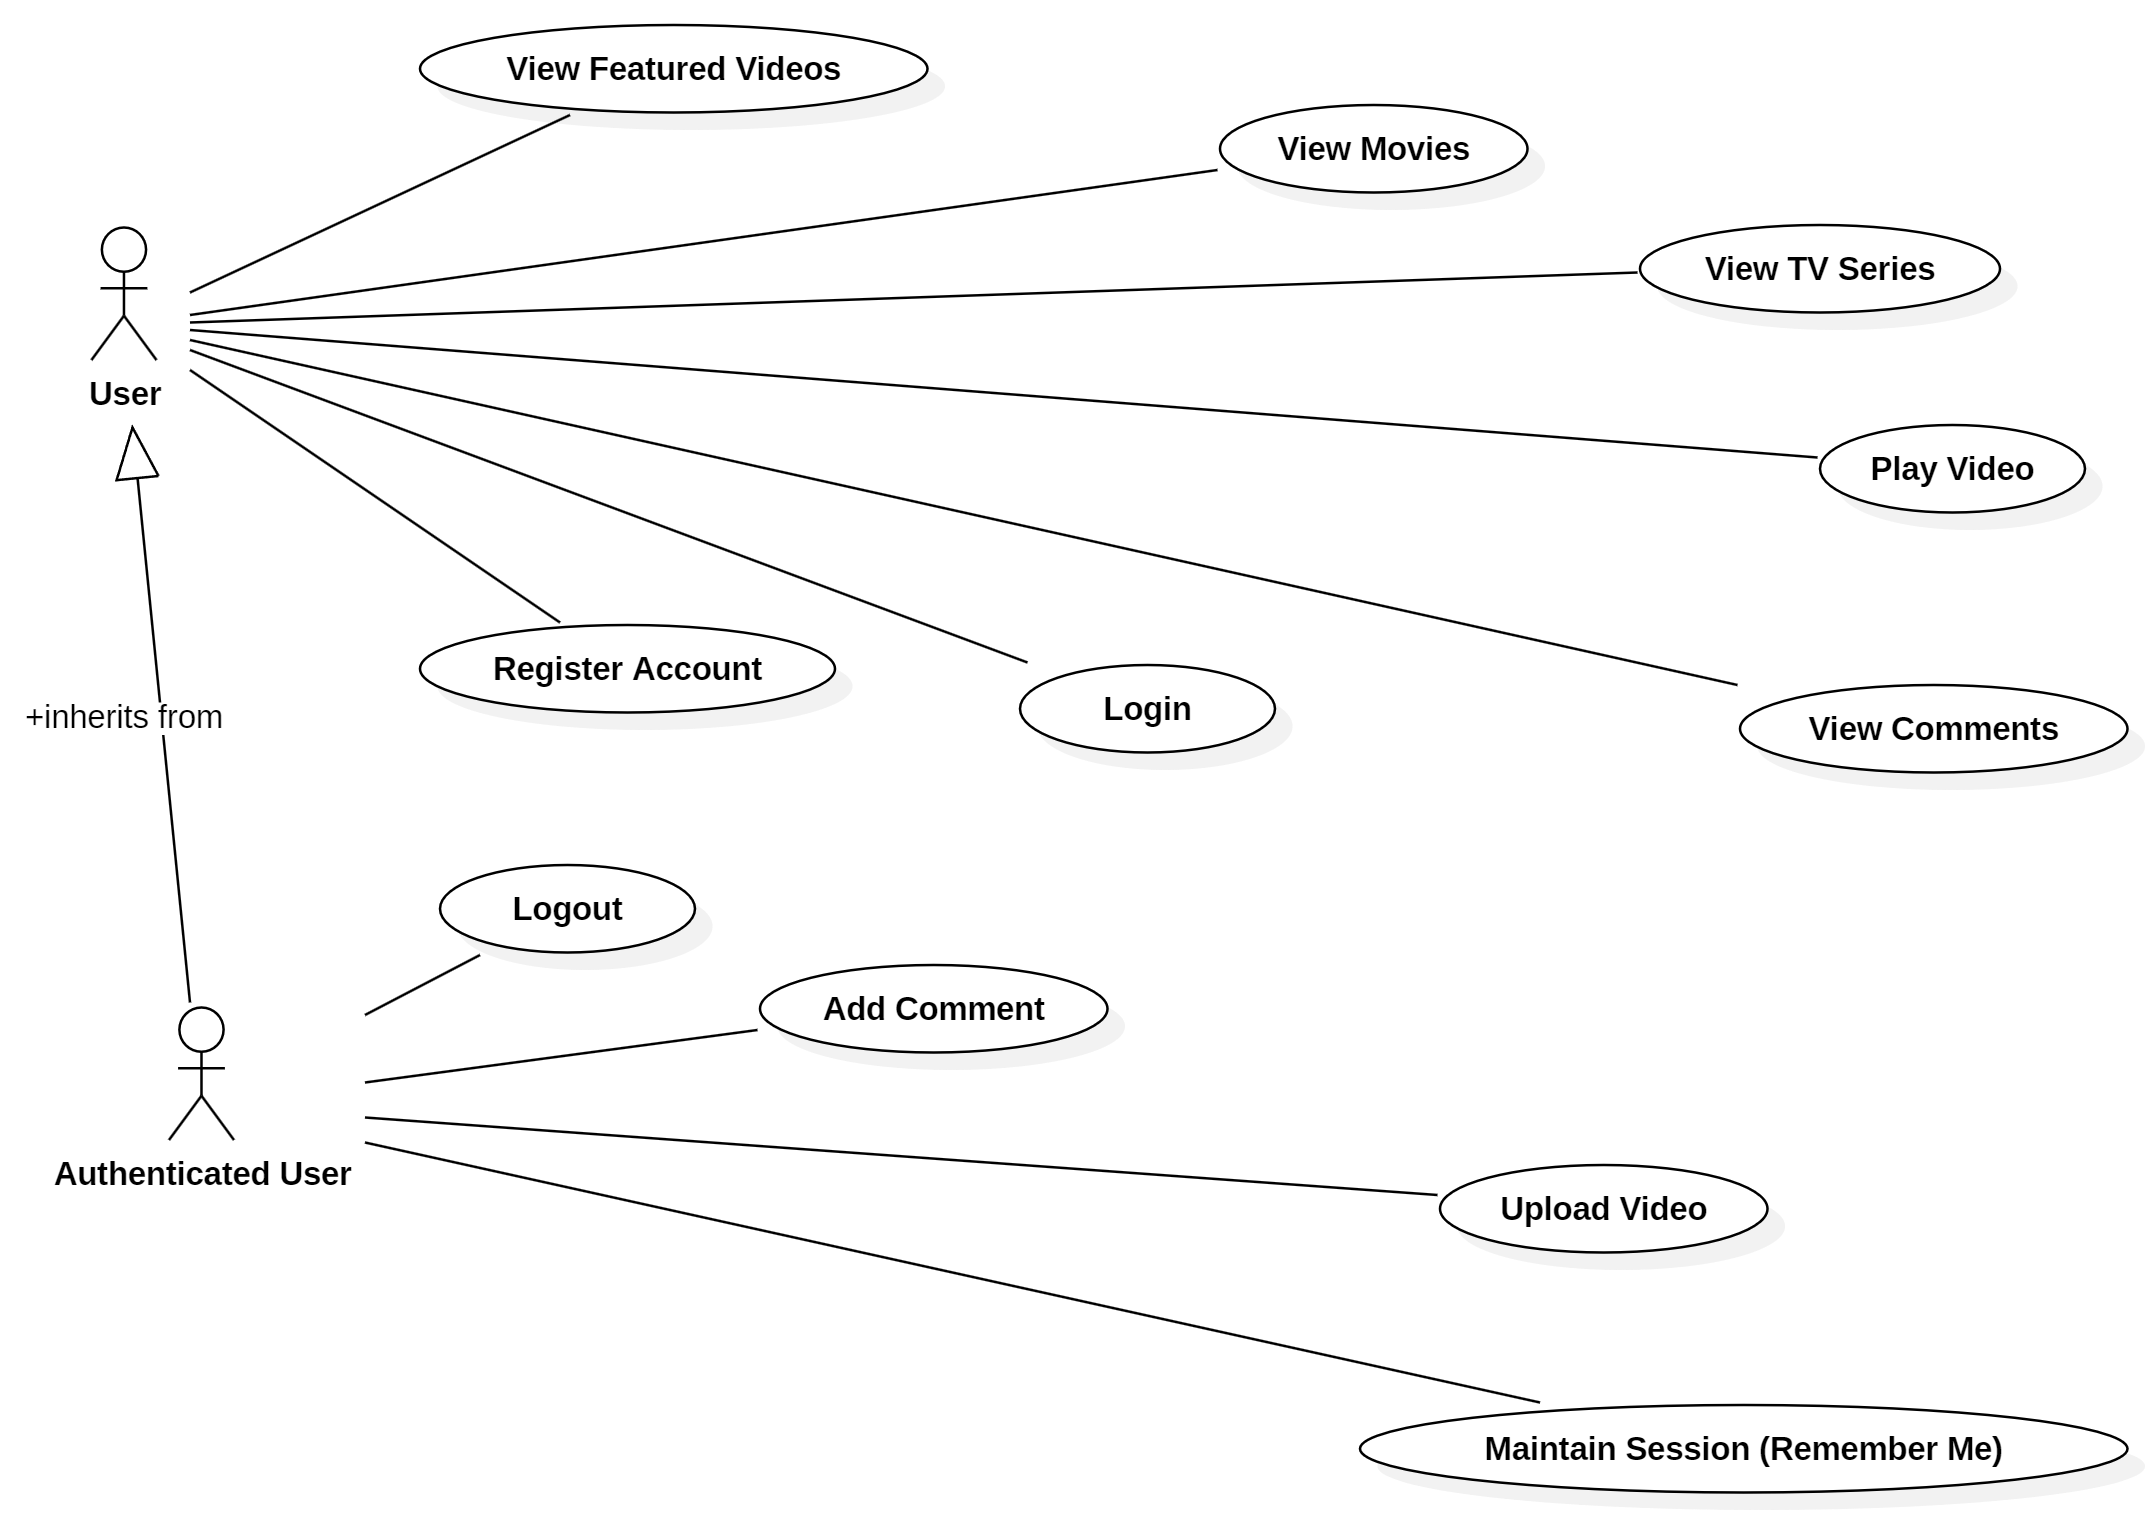 View Featured Videos
View Movies
View TV Series
User
Play Video
Register Account
Login
+inherits from
View Comments
Logout
Add Comment
Authenticated User
Upload Video
Maintain Session (Remember Me)